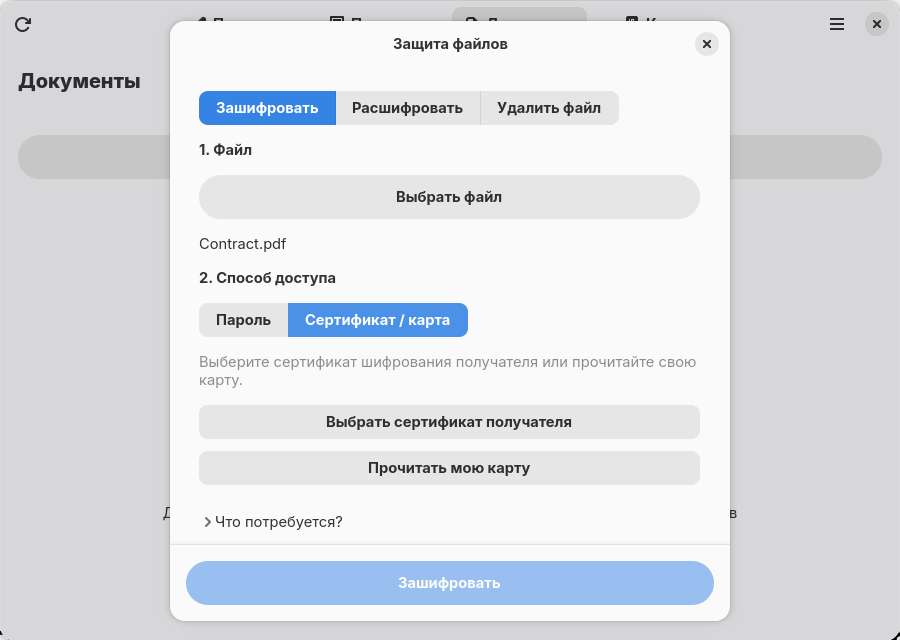 Защита файлов
Документы
Зашифровать
Расшифровать
Удалить файл
1. Файл
Выбрать файл
Contract.pdf
2. Способ доступа
Пароль
Сертификат / карта
Выберите сертификат шифрования получателя или прочитайте свою
карту.
Выбрать сертификат получателя
Прочитать мою карту
Что потребуется?
Зашифровать